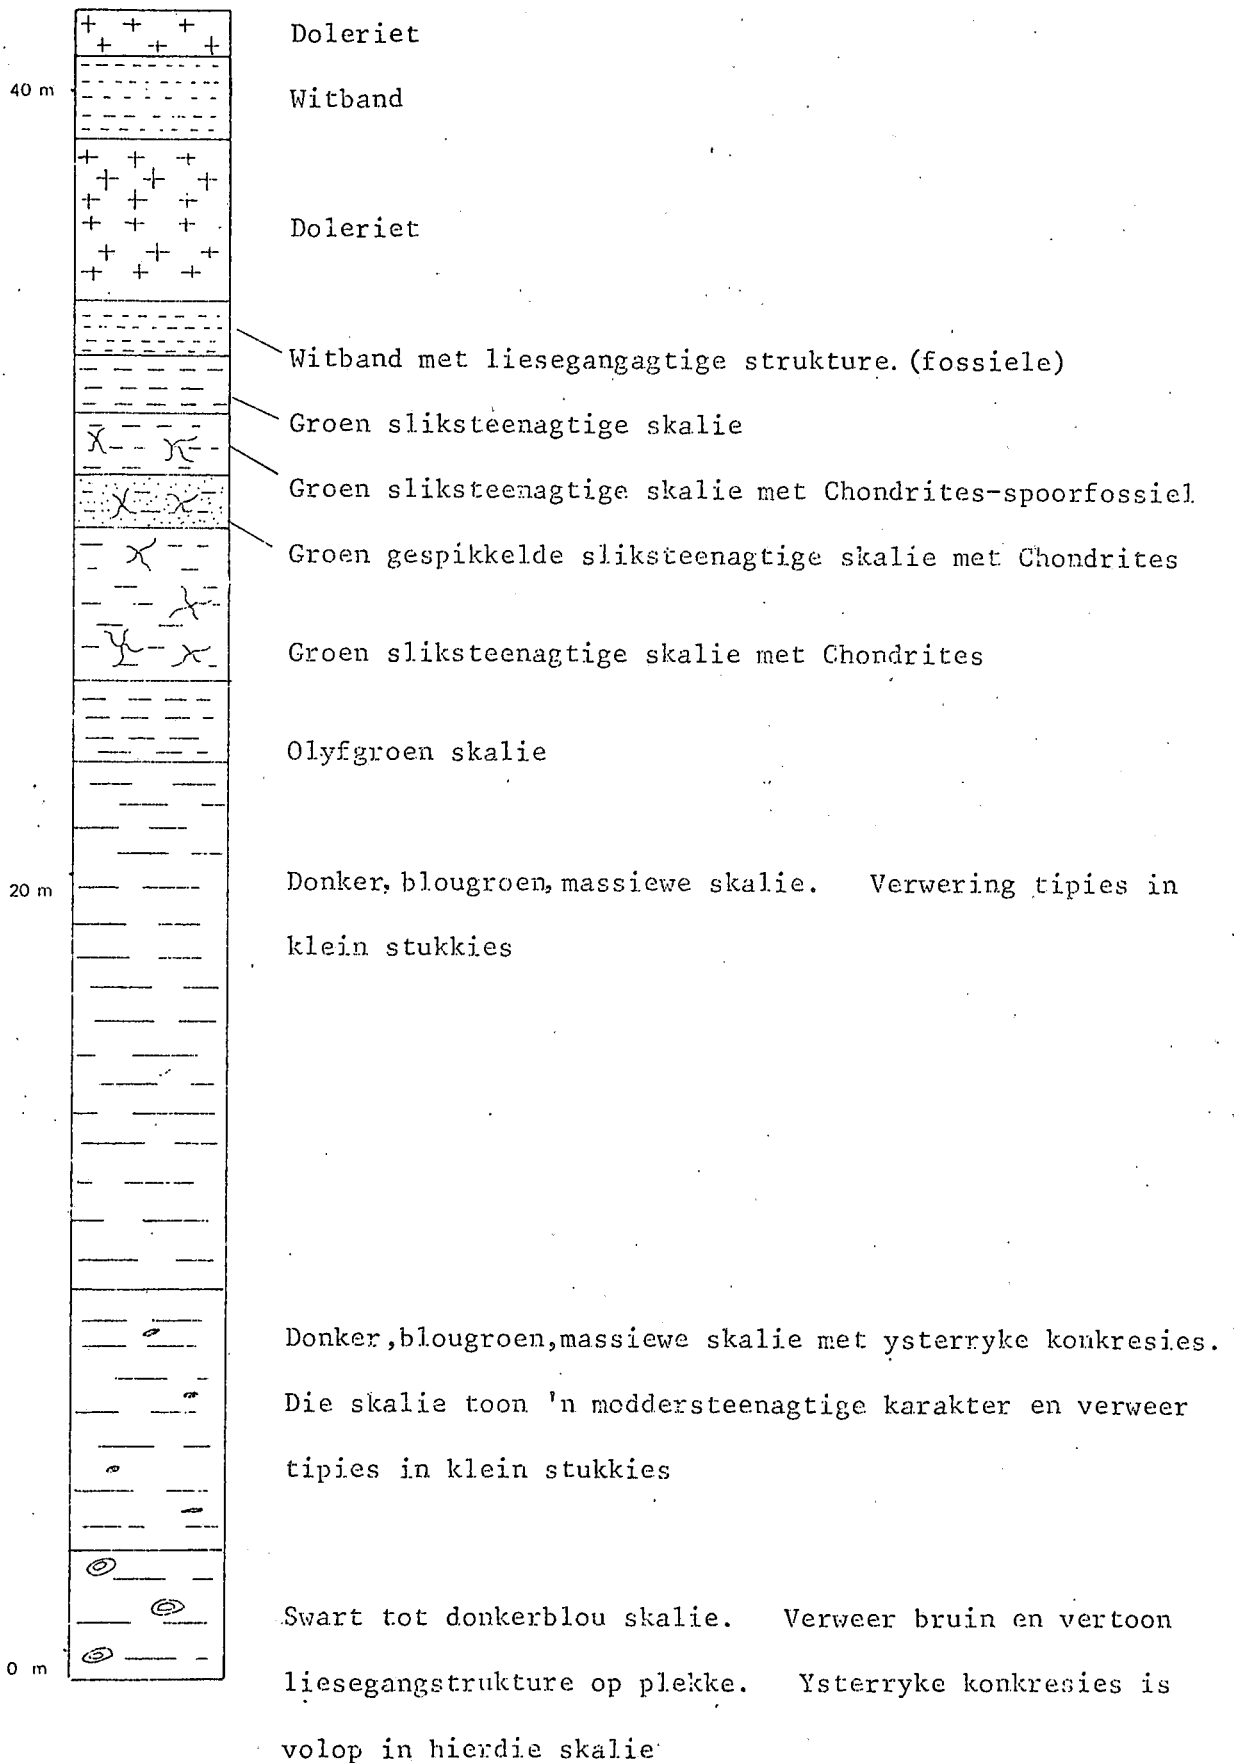 Doleriet
40 m
Witband
Doleriet
Witband met liesegangagtige strukture. (fossiele)
Groen sliksteenagtige skalie
Groen sliksteenagtige skalie met Chondrites-spoorfossiel
Groen gespikkelde sliksteenagtige skalie met Chondrites
Groen sliksteenagtige skalie met Chondrites
Olyfgroen skalie
20 m
Donker, blougroen, massiewe skalie. Verwering tipies in
klein stukkies
Donker, blougroen, massiewe skalie met ysterryke konkresies.
Die skalie toon 'n moddersteenagtige karakter en verweer
tipies in klein stukkies
Swart tot donkerblou skalie. Verweer bruin en vertoon
0 m
liesegangstrukture op plekke. Ysterryke konkresies is
volop in hierdie skalie